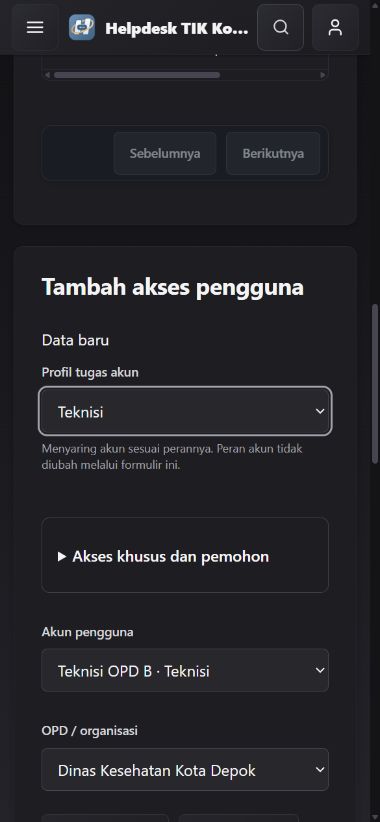 Helpdesk TIK Ko...
Sebelumnya
Berikutnya
Tambah akses pengguna
Data baru
Profil tugas akun
Teknisi
Menyaring akun sesuai perannya. Peran akun tidak
diubah melalui formulir ini.
Akses khusus dan pemohon
Akun pengguna
Teknisi OPD B · Teknisi
OPD / organisasi
Dinas Kesehatan Kota Depok